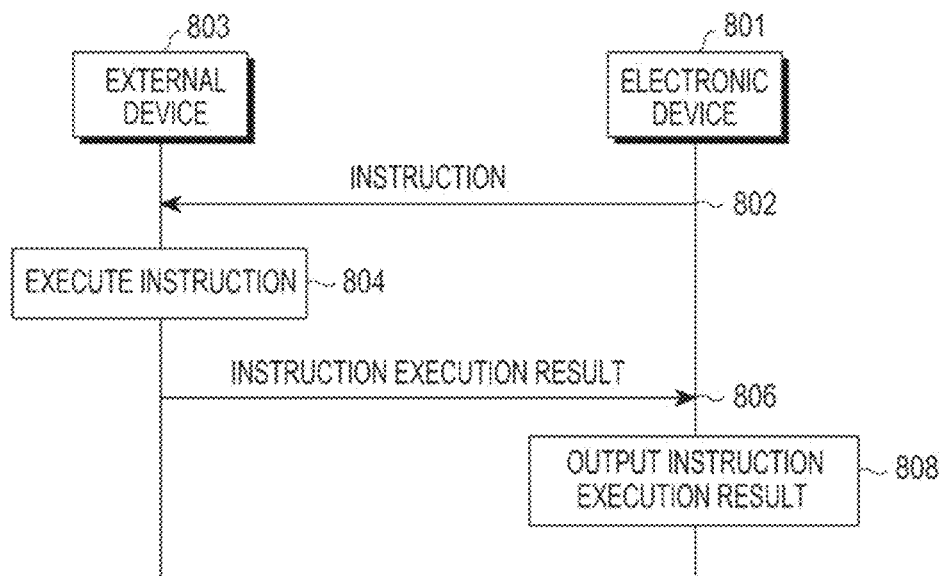 803
801
EXTERNAL
DEVICE
ELECTRONIC
DEVICE
INSTRUCTION
802
EXECUTE INSTRUCTION
804
INSTRUCTION EXECUTION RESULT
806
OUTPUT INSTRUCTION
EXECUTION RESULT
808